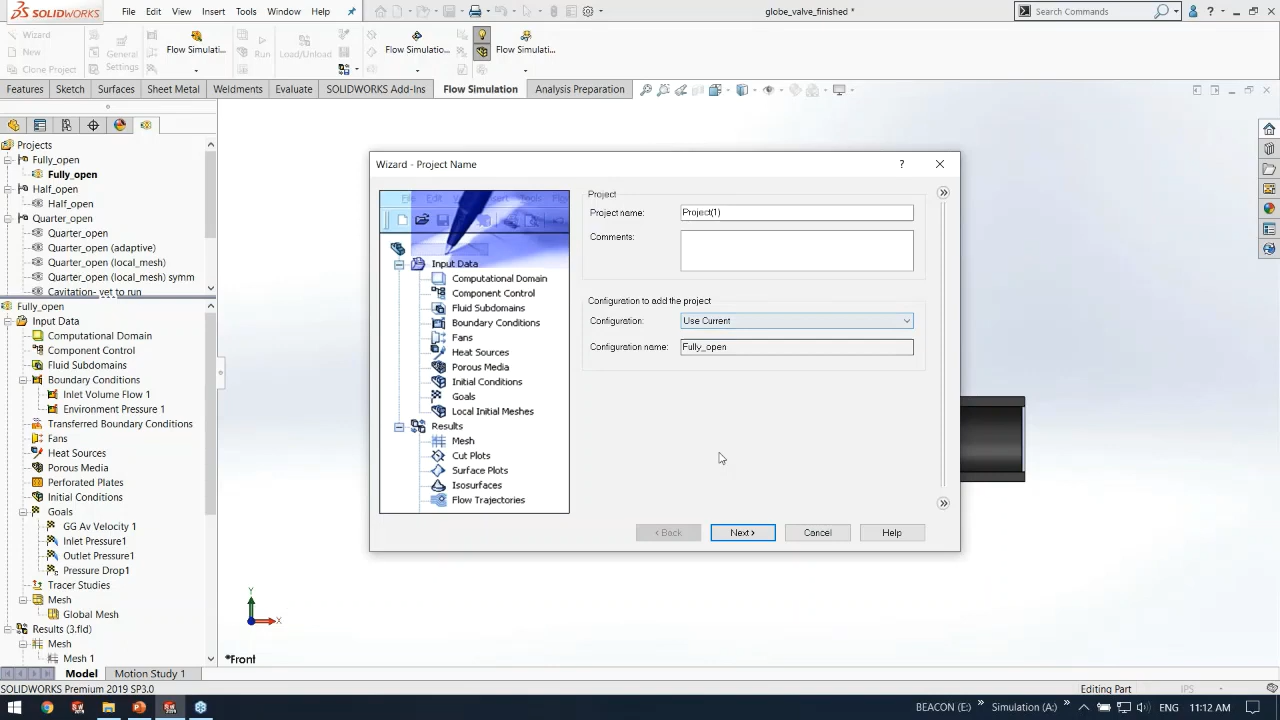 SOLIDWORKS File Edit View Insert Tools Window Help globe_valve_finished * Search Commands
Wizard
New
Clone Project
General Settings
Run
Load/Unload
Flow Simulati...
Flow Simulatio...
Flow Simulati...
Features Sketch Surfaces Sheet Metal Weldments Evaluate SOLIDWORKS Add-Ins Flow Simulation Analysis Preparation
Projects
Fully_open
Fully_open
Half_open
Half_open
Quarter_open
Quarter_open
Quarter_open (adaptive)
Quarter_open (local_mesh)
Quarter_open (local_mesh) symm
Cavitation- yet to run
Fully_open
Input Data
Computational Domain
Component Control
Fluid Subdomains
Boundary Conditions
Inlet Volume Flow 1
Environment Pressure 1
Transferred Boundary Conditions
Fans
Heat Sources
Porous Media
Perforated Plates
Initial Conditions
Goals
GG Av Velocity 1
Inlet Pressure1
Outlet Pressure1
Pressure Drop1
Tracer Studies
Mesh
Global Mesh
Results (3.fld)
Mesh
Mesh 1
Wizard - Project Name
Input Data
Computational Domain
Component Control
Fluid Subdomains
Boundary Conditions
Fans
Heat Sources
Porous Media
Initial Conditions
Goals
Local Initial Meshes
Results
Mesh
Cut Plots
Surface Plots
Isosurfaces
Flow Trajectories
Project
Project name: Project(1)
Comments:
Configuration to add the project
Configuration: Use Current
Configuration name: Fully_open
< Back Next > Cancel Help
Y
X
*Front
Model Motion Study 1
SOLIDWORKS Premium 2019 SP3.0 Editing Part IPS
BEACON (E:) Simulation (A:) ENG 11:12 AM